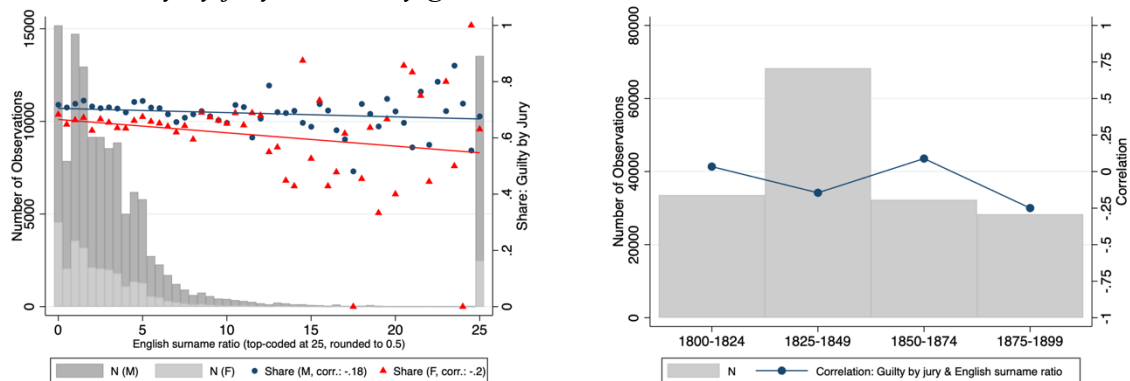 by jury
15000
10000
5000
0
Number of Observations
1
.8
.6
.4
.2
0
Share: Guilty by Jury
0 5 10 15 20 25
English surname ratio (top-coded at 25, rounded to 0.5)
N (M) N (F) Share (M, corr.: -.18) Share (F, corr.: -.2)
80000
60000
40000
20000
0
Number of Observations
1
.75
.5
.25
0
-.25
-.5
-.75
-1
Correlation
1800-1824 1825-1849 1850-1874 1875-1899
N Correlation: Guilty by jury & English surname ratio